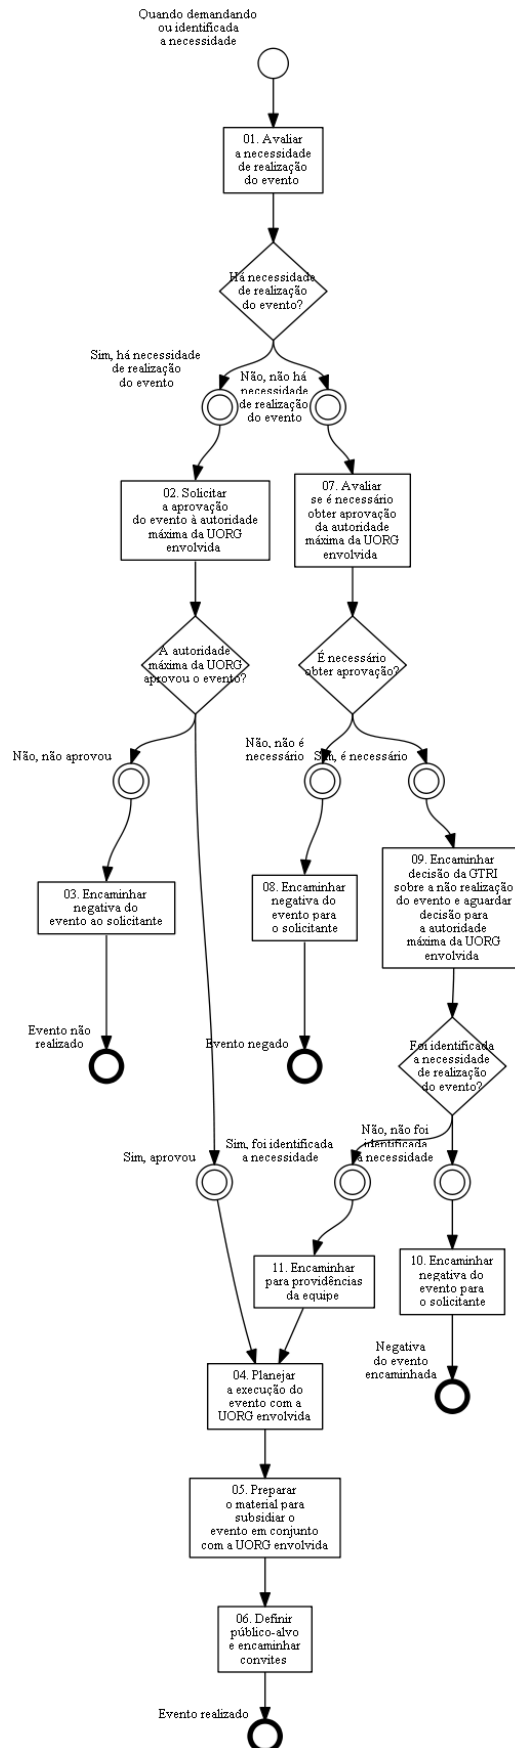 Quando demandando
ou identificada
a necessidade
01. Avaliar
a necessidade
de realização
do evento
Há necessidade
de realização
do evento?
Sim, há necessidade
de realização
do evento
Não, não há
necessidade
de realização
do evento
02. Solicitar
a aprovação
do evento à autoridade
máxima da UORG
envolvida
07. Avaliar
se é necessário
obter aprovação
da autoridade
máxima da UORG
envolvida
A autoridade
máxima da UORG
aprovou o evento?
É necessário
obter aprovação?
Não, não aprovou
Não, não é
necessário
Sim, é necessário
03. Encaminhar
negativa do
evento ao solicitante
08. Encaminhar
negativa do
evento para
o solicitante
09. Encaminhar
decisão da GTRI
sobre a não realização
do evento e aguardar
decisão para
a autoridade
máxima da UORG
envolvida
Evento não
realizado
Evento negado
Foi identificada
a necessidade
de realização
do evento?
Sim, aprovou
Sim, foi identificada
a necessidade
Não, não foi
identificada
a necessidade
11. Encaminhar
para providências
da equipe
10. Encaminhar
negativa do
evento para
o solicitante
Negativa
do evento
encaminhada
04. Planejar
a execução do
evento com a
UORG envolvida
05. Preparar
o material para
subsidiar o
evento em conjunto
com a UORG envolvida
06. Definir
público-alvo
e encaminhar
convites
Evento realizado